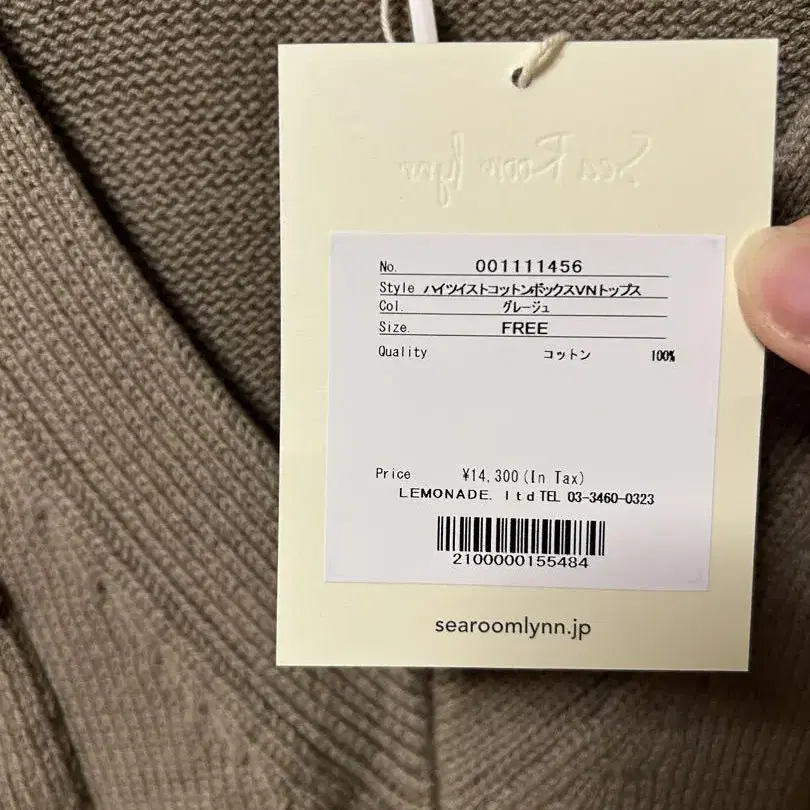 Sea Room lynn
No. 001111456
Style ハイツイストコットンボックスVNトップス
Col. グレージュ
Size. FREE
Quality コットン 100%
Price ¥14,300(In Tax)
LEMONADE. ltd TEL 03-3460-0323
2100000155484
searoomlynn.jp